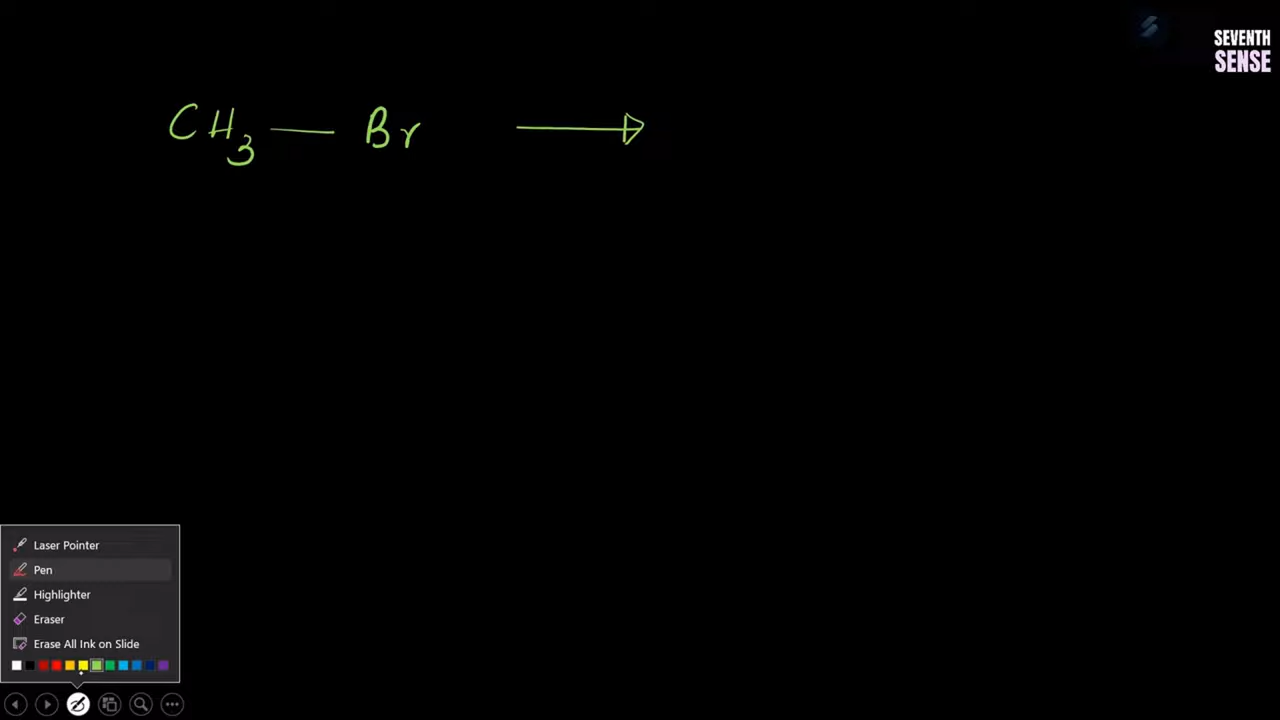 SEVENTH
SENSE
CH3 — Br →
Laser Pointer
Pen
Highlighter
Eraser
Erase All Ink on Slide